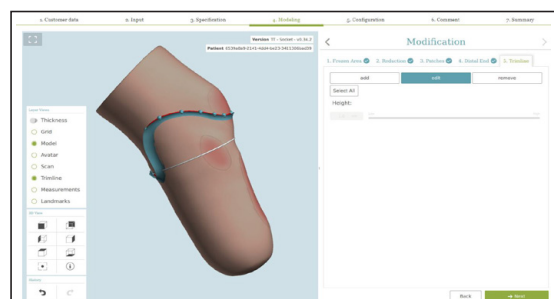 1. Customer data
2. Input
3. Specification
4. Modeling
5. Configuration
6. Comment
7. Summary
Modification
1. Frozen Area
2. Reduction
3. Patches
4. Distal End
5. Trimline
add
edit
remove
Select All
Height:
Thickness
Grid
Model
Avatar
Scan
Trimline
Measurements
Landmarks
Back
Next